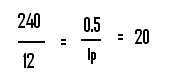 240/12 = 0.5/Ip = 20